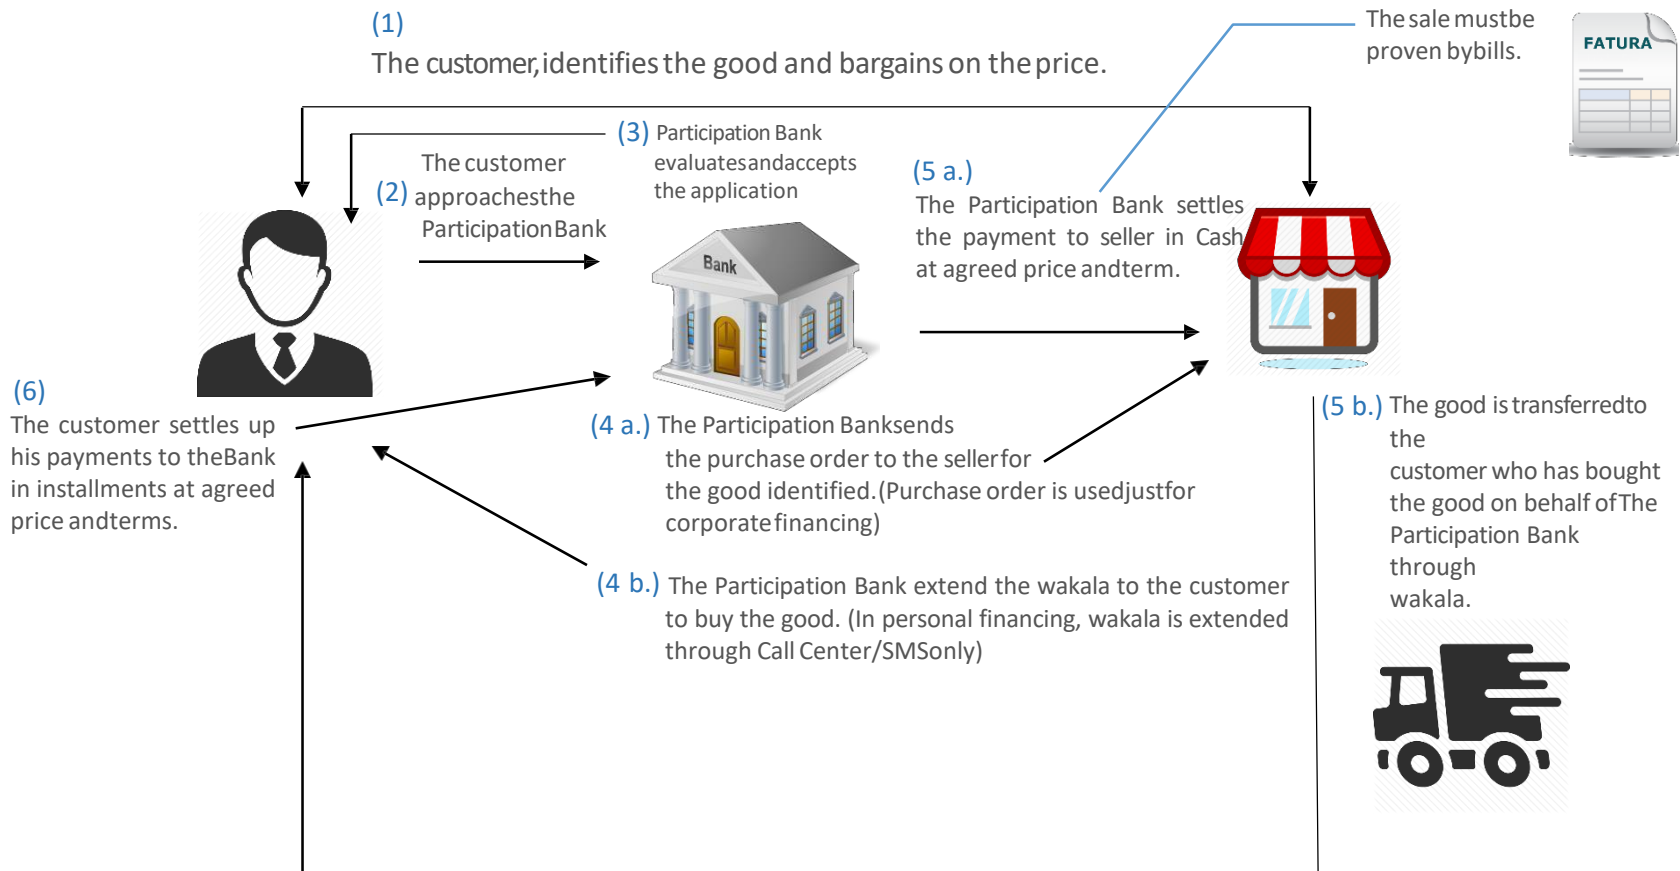 (1)
The customer, identifies the good and bargains on the price.
The sale mustbe
proven bybills.
FATURA
(3) Participation Bank
evaluatesandaccepts
the application
The customer
(2) approachesthe
ParticipationBank
(5 a.)
The Participation Bank settles
the payment to seller in Cash
at agreed price andterm.
Bank
(6)
The customer settles up
his payments to theBank
in installments at agreed
price andterms.
(4 a.) The Participation Banksends
the purchase order to the sellerfor
the good identified.(Purchase order is usedjustfor
corporatefinancing)
(5 b.) The good istransferredto
the
customer who has bought
the good on behalf ofThe
Participation Bank
through
wakala.
(4 b.) The Participation Bank extend the wakala to the customer
to buy the good. (In personal financing, wakala is extended
through Call Center/SMSonly)